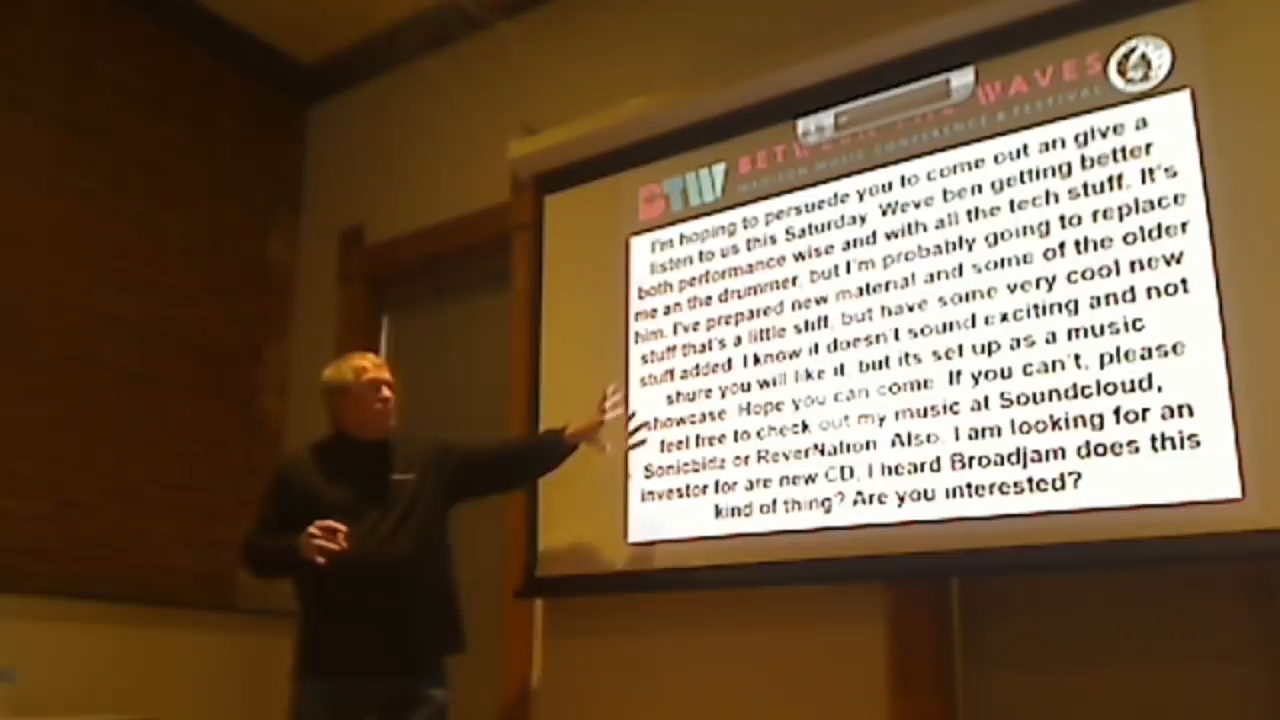 BTW BETWEEN WAVES
MADISON MUSIC CONFERENCE & FESTIVAL
I'm hoping to persuede you to come out an give a
listen to us this Saturday. Weve ben getting better
both performance wise and with all the tech stuff. It's
me an the drummer, but I'm probably going to replace
him. I've prepared new material and some of the older
stuff that's a little stiff, but have some very cool new
stuff added. I know it doesn't sound exciting and not
shure you will like it, but its set up as a music
showcase. Hope you can come. If you can't, please
feel free to check out my music at Soundcloud,
Sonicbidz or ReverNation. Also, I am looking for an
investor for are new CD, I heard Broadjam does this
kind of thing? Are you interested?